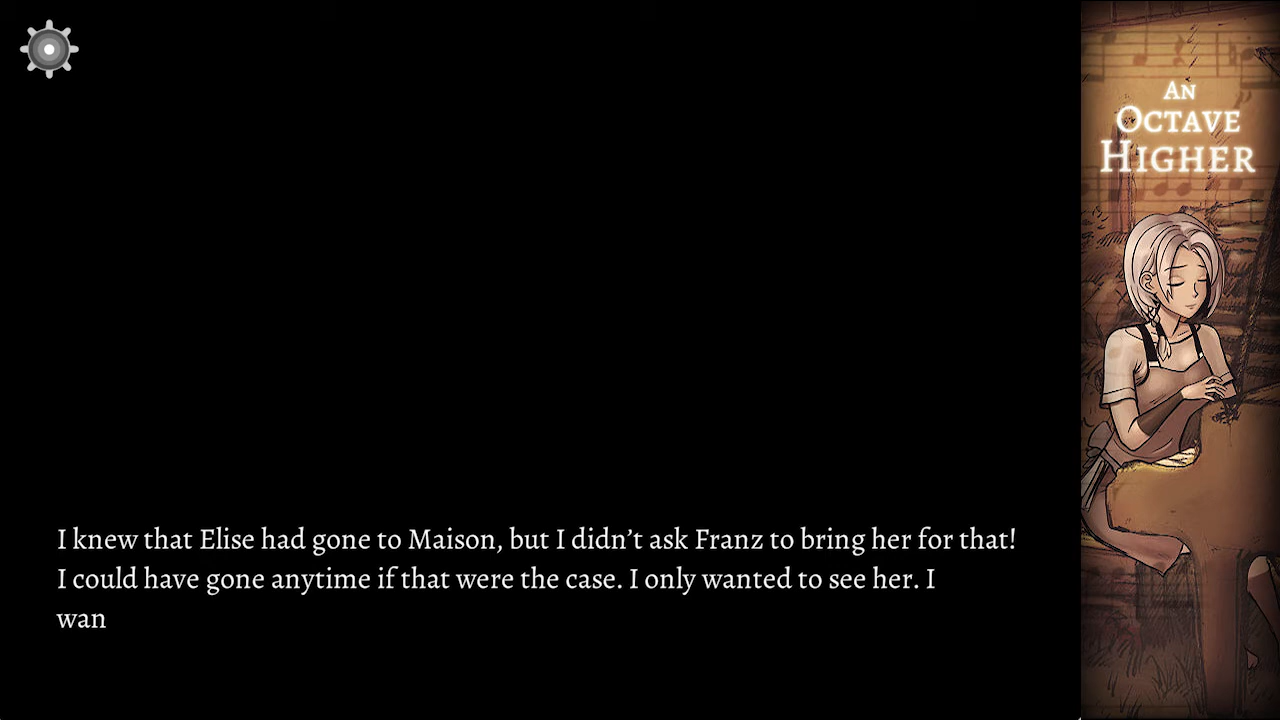 An
Octave
Higher
I knew that Elise had gone to Maison, but I didn’t ask Franz to bring her for that!
I could have gone anytime if that were the case. I only wanted to see her. I
wan